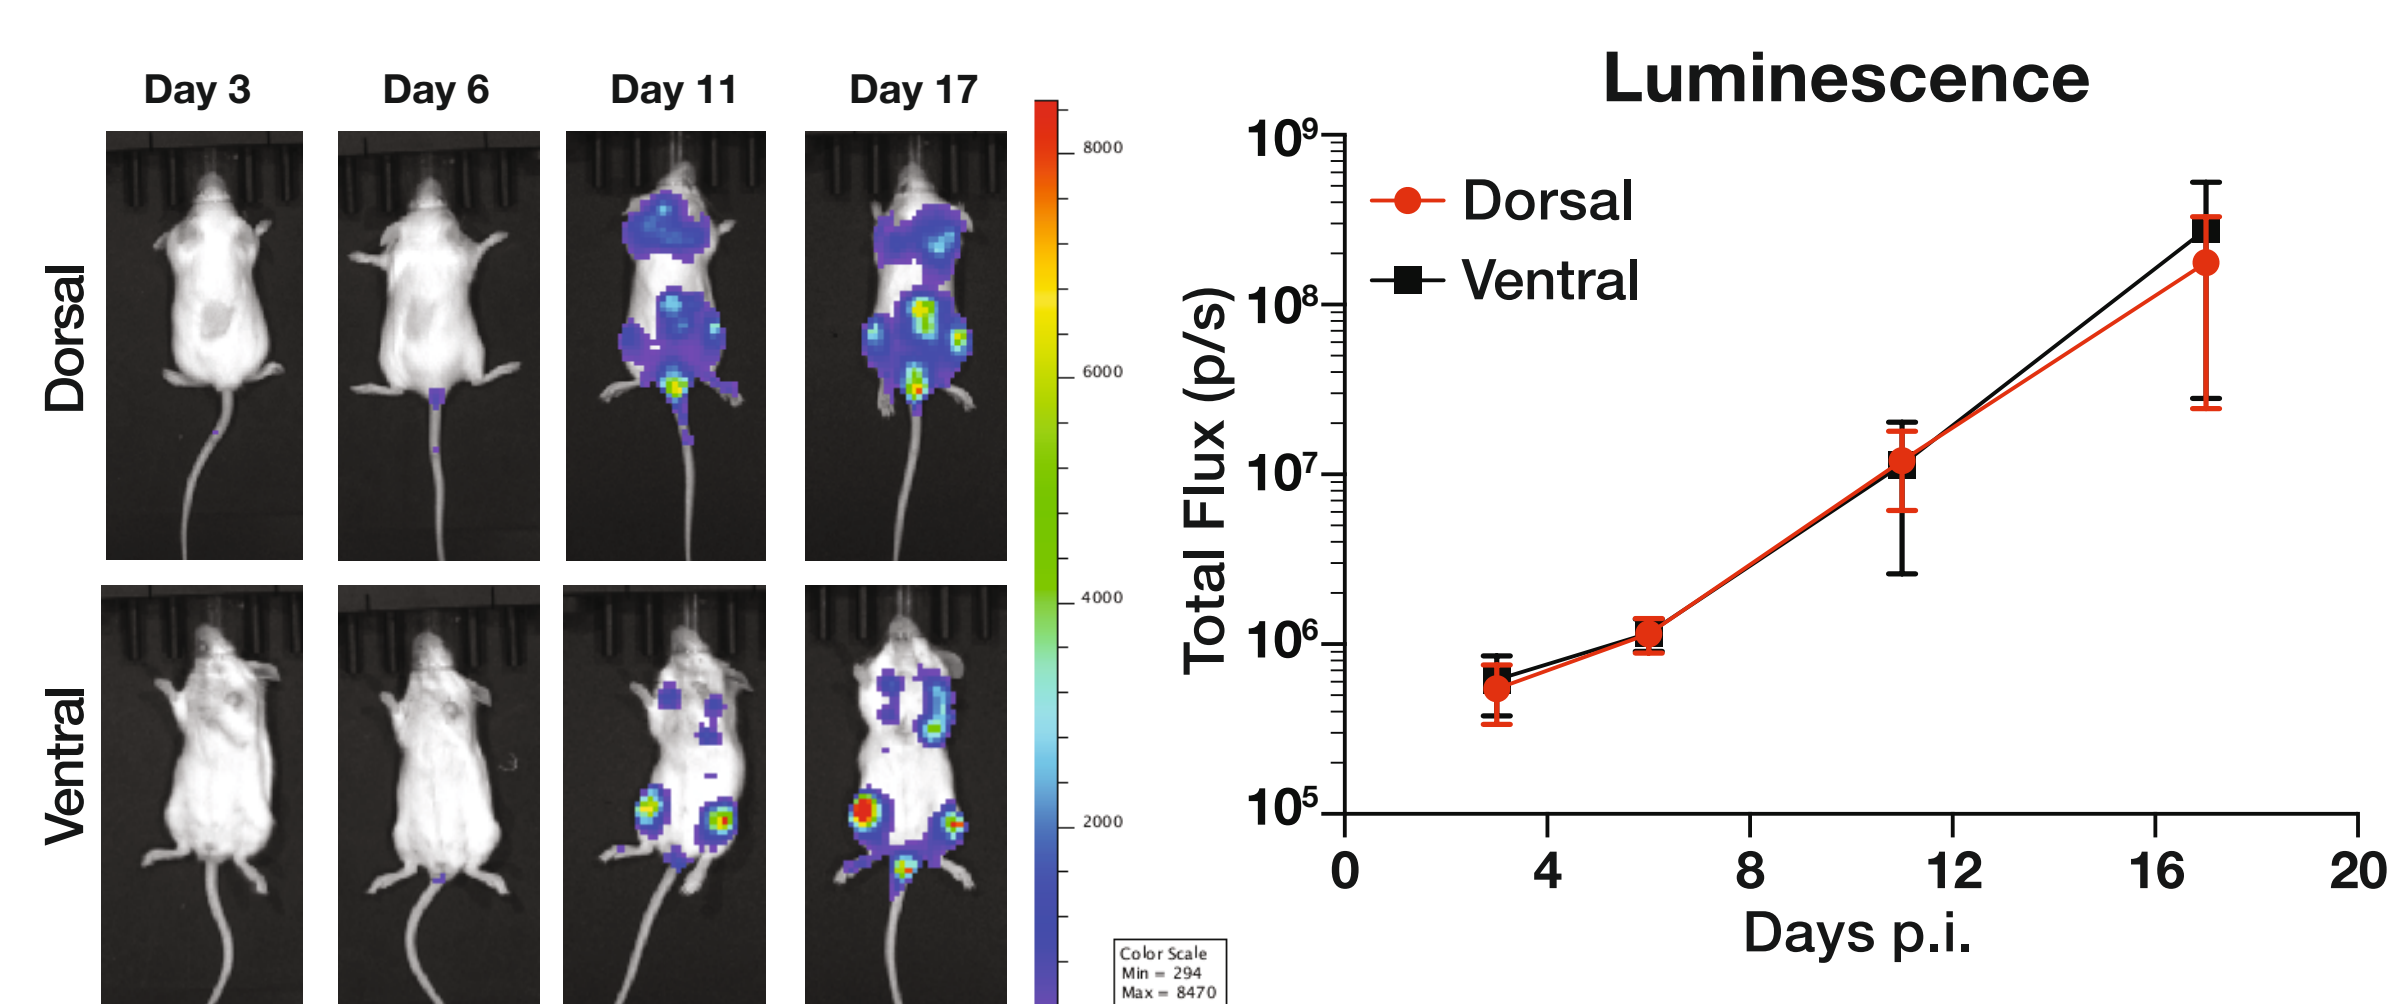 Day 3 Day 6 Day 11 Day 17
Dorsal
Ventral
8000
6000
4000
2000
Color Scale
Min = 294
Max = 8470
Luminescence
Dorsal
Ventral
Total Flux (p/s)
10⁹
10⁸
10⁷
10⁶
10⁵
0 4 8 12 16 20
Days p.i.